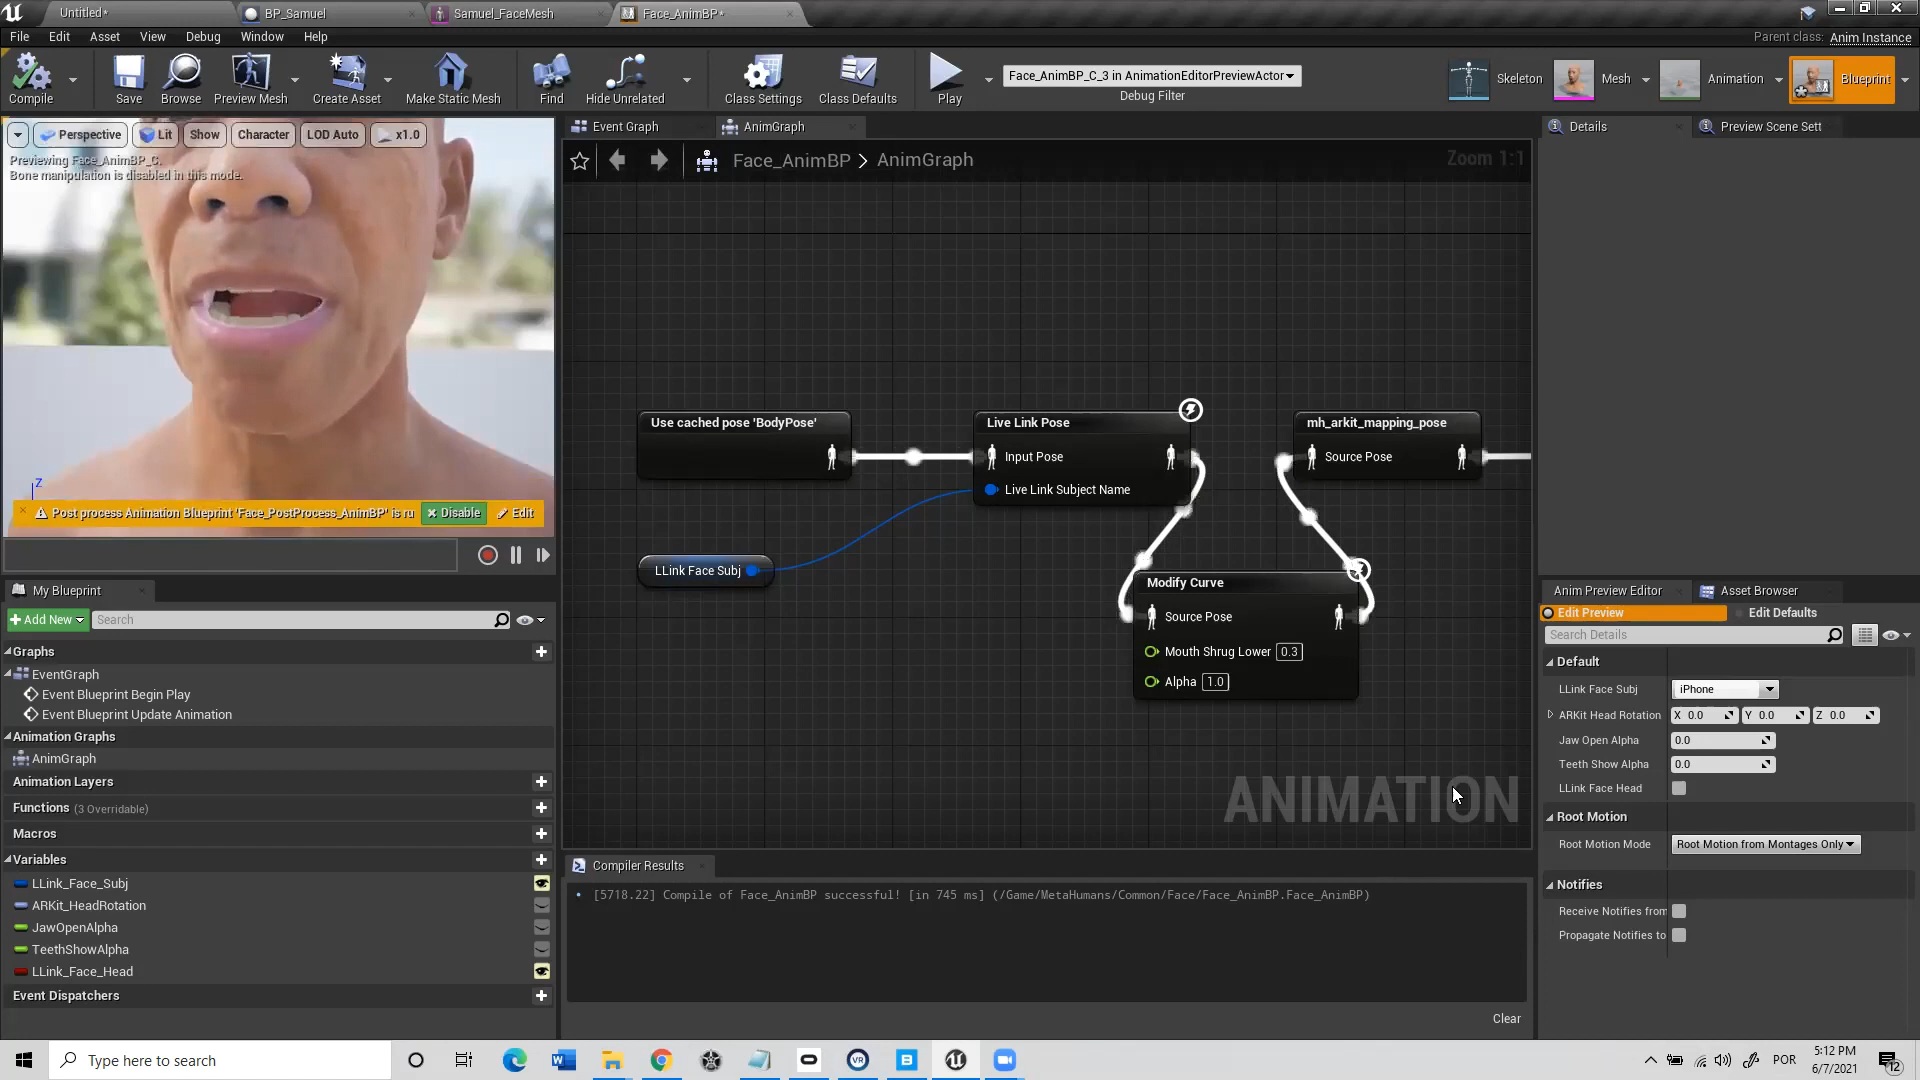 Untitled*
BP_Samuel
Samuel_FaceMesh
Face_AnimBP*
File Edit Asset View Debug Window Help
Parent class: Anim Instance
Compile
Save
Browse
Preview Mesh
Create Asset
Make Static Mesh
Find
Hide Unrelated
Class Settings
Class Defaults
Play
Face_AnimBP_C_3 in AnimationEditorPreviewActor
Debug Filter
Skeleton
Mesh
Animation
Blueprint
Perspective
Lit
Show
Character
LOD Auto
x1.0
Previewing Face_AnimBP_C.
Bone manipulation is disabled in this mode.
Z
Post process Animation Blueprint 'Face_PostProcess_AnimBP' is ru
Disable
Edit
Event Graph
AnimGraph
Face_AnimBP > AnimGraph
Zoom 1:1
Use cached pose 'BodyPose'
Live Link Pose
Input Pose
Live Link Subject Name
LLink Face Subj
mh_arkit_mapping_pose
Source Pose
Modify Curve
Source Pose
Mouth Shrug Lower 0.3
Alpha 1.0
ANIMATION
My Blueprint
Add New
Search
Graphs
EventGraph
Event Blueprint Begin Play
Event Blueprint Update Animation
Animation Graphs
AnimGraph
Animation Layers
Functions (3 Overridable)
Macros
Variables
LLink_Face_Subj
ARKit_HeadRotation
JawOpenAlpha
TeethShowAlpha
LLink_Face_Head
Event Dispatchers
Compiler Results
[5718.22] Compile of Face_AnimBP successful! [in 745 ms] (/Game/MetaHumans/Common/Face/Face_AnimBP.Face_AnimBP)
Clear
Details
Preview Scene Sett
Anim Preview Editor
Asset Browser
Edit Preview
Edit Defaults
Search Details
Default
LLink Face Subj iPhone
ARKit Head Rotation X 0.0 Y 0.0 Z 0.0
Jaw Open Alpha 0.0
Teeth Show Alpha 0.0
LLink Face Head
Root Motion
Root Motion Mode Root Motion from Montages Only
Notifies
Receive Notifies from
Propagate Notifies to
Type here to search
POR
5:12 PM
6/7/2021
12